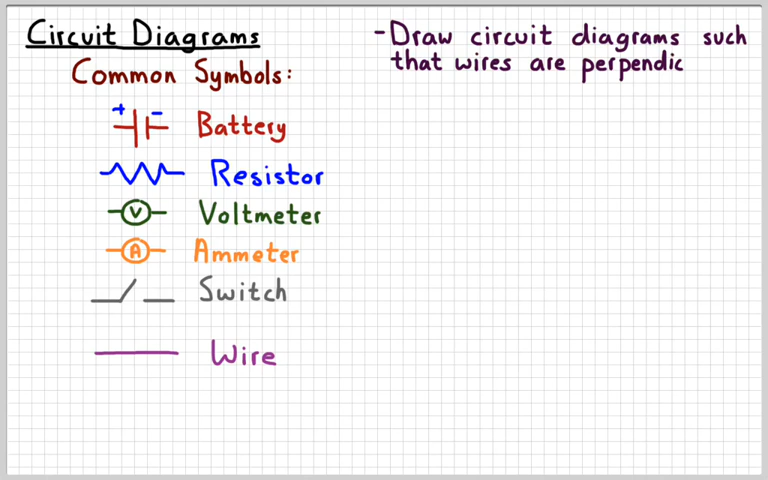 Circuit Diagrams
Common Symbols:
+ - Battery
Resistor
V Voltmeter
A Ammeter
Switch
Wire
-Draw circuit diagrams such
that wires are perpendic